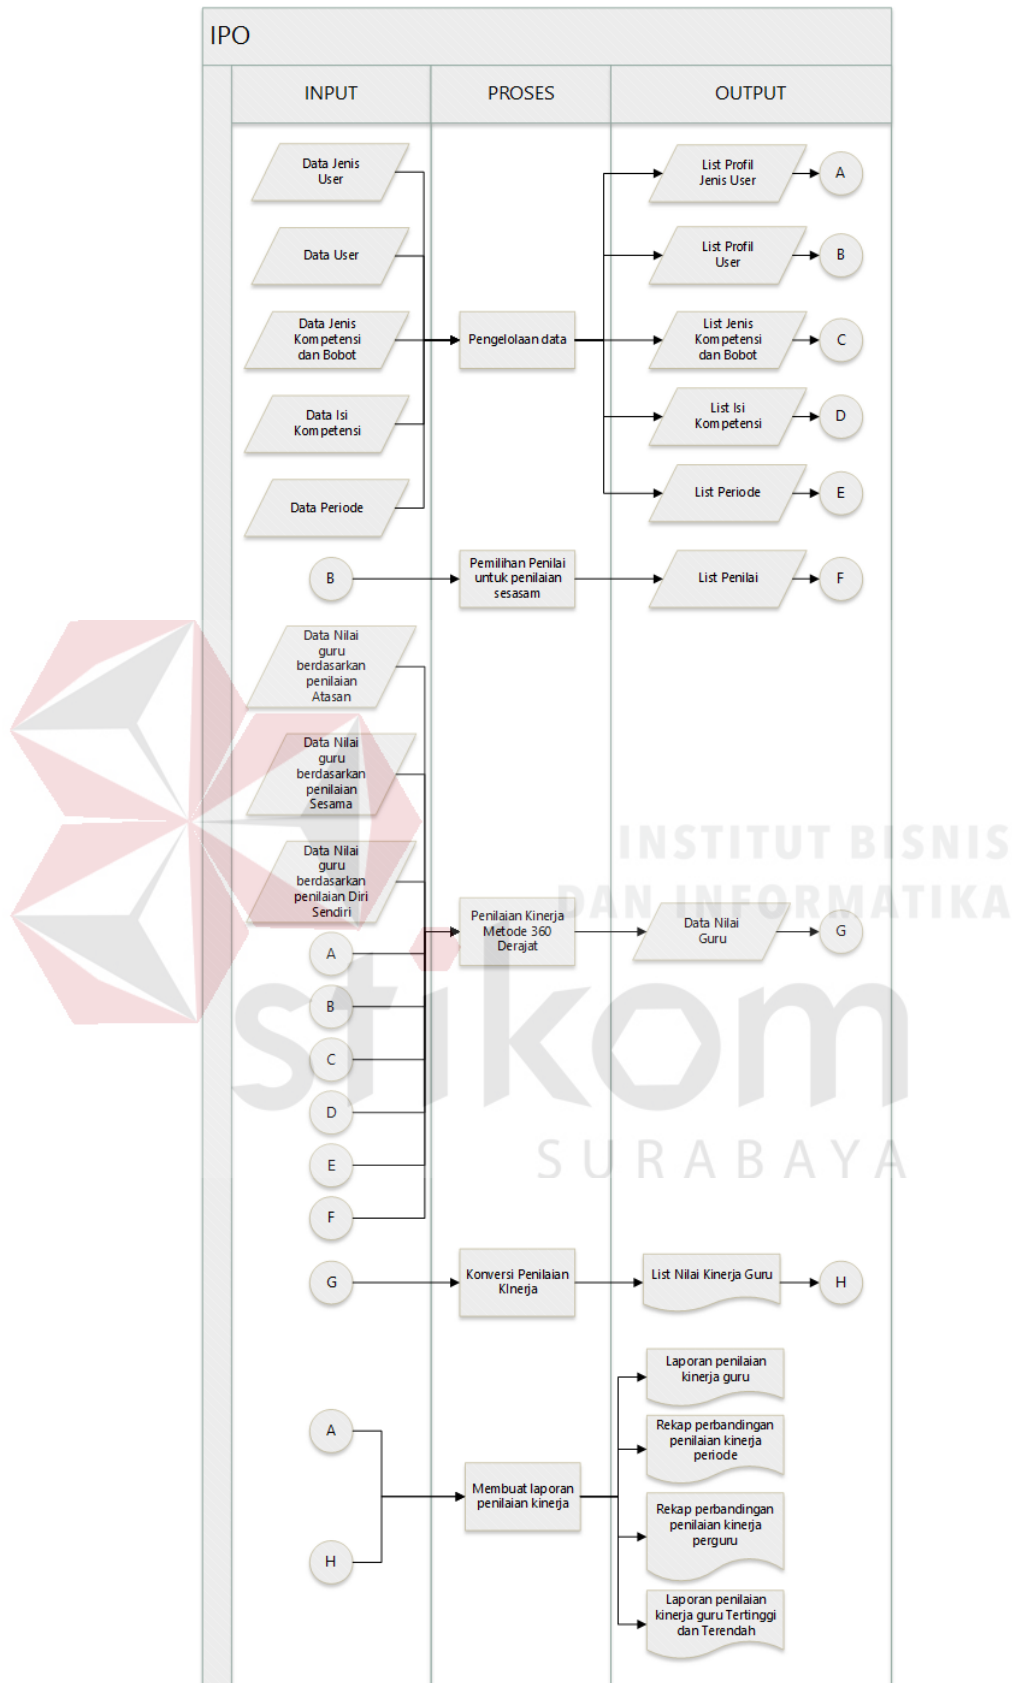 IPO
INPUT
PROSES
OUTPUT
Data Jenis
User
List Profil
Jenis User
A
Data User
List Profil
User
B
Data Jenis
Kompetensi
dan Bobot
Pengelolaan data
List Jenis
Kompetensi
dan Bobot
C
Data Isi
Kompetensi
List Isi
Kompetensi
D
Data Periode
List Periode
E
B
Pemilihan Penilai
untuk penilaian
sesasam
List Penilai
F
Data Nilai
guru
berdasarkan
penilaian
Atasan
Data Nilai
guru
berdasarkan
penilaian
Sesama
Data Nilai
guru
berdasarkan
penilaian Diri
Sendiri
INSTITUT BISNIS
DAN INFORMATIKA
Penilaian Kinerja
Metode 360
Derajat
Data Nilai
Guru
G
A
B
C
D
E
F
stikom
SURABAYA
G
Konversi Penilaian
KInerja
List Nilai Kinerja Guru
H
A
H
Membuat laporan
penilaian kinerja
Laporan penilaian
kinerja guru
Rekap perbandingan
penilaian kinerja
periode
Rekap perbandingan
penilaian kinerja
perguru
Laporan penilaian
kinerja guru Tertinggi
dan Terendah